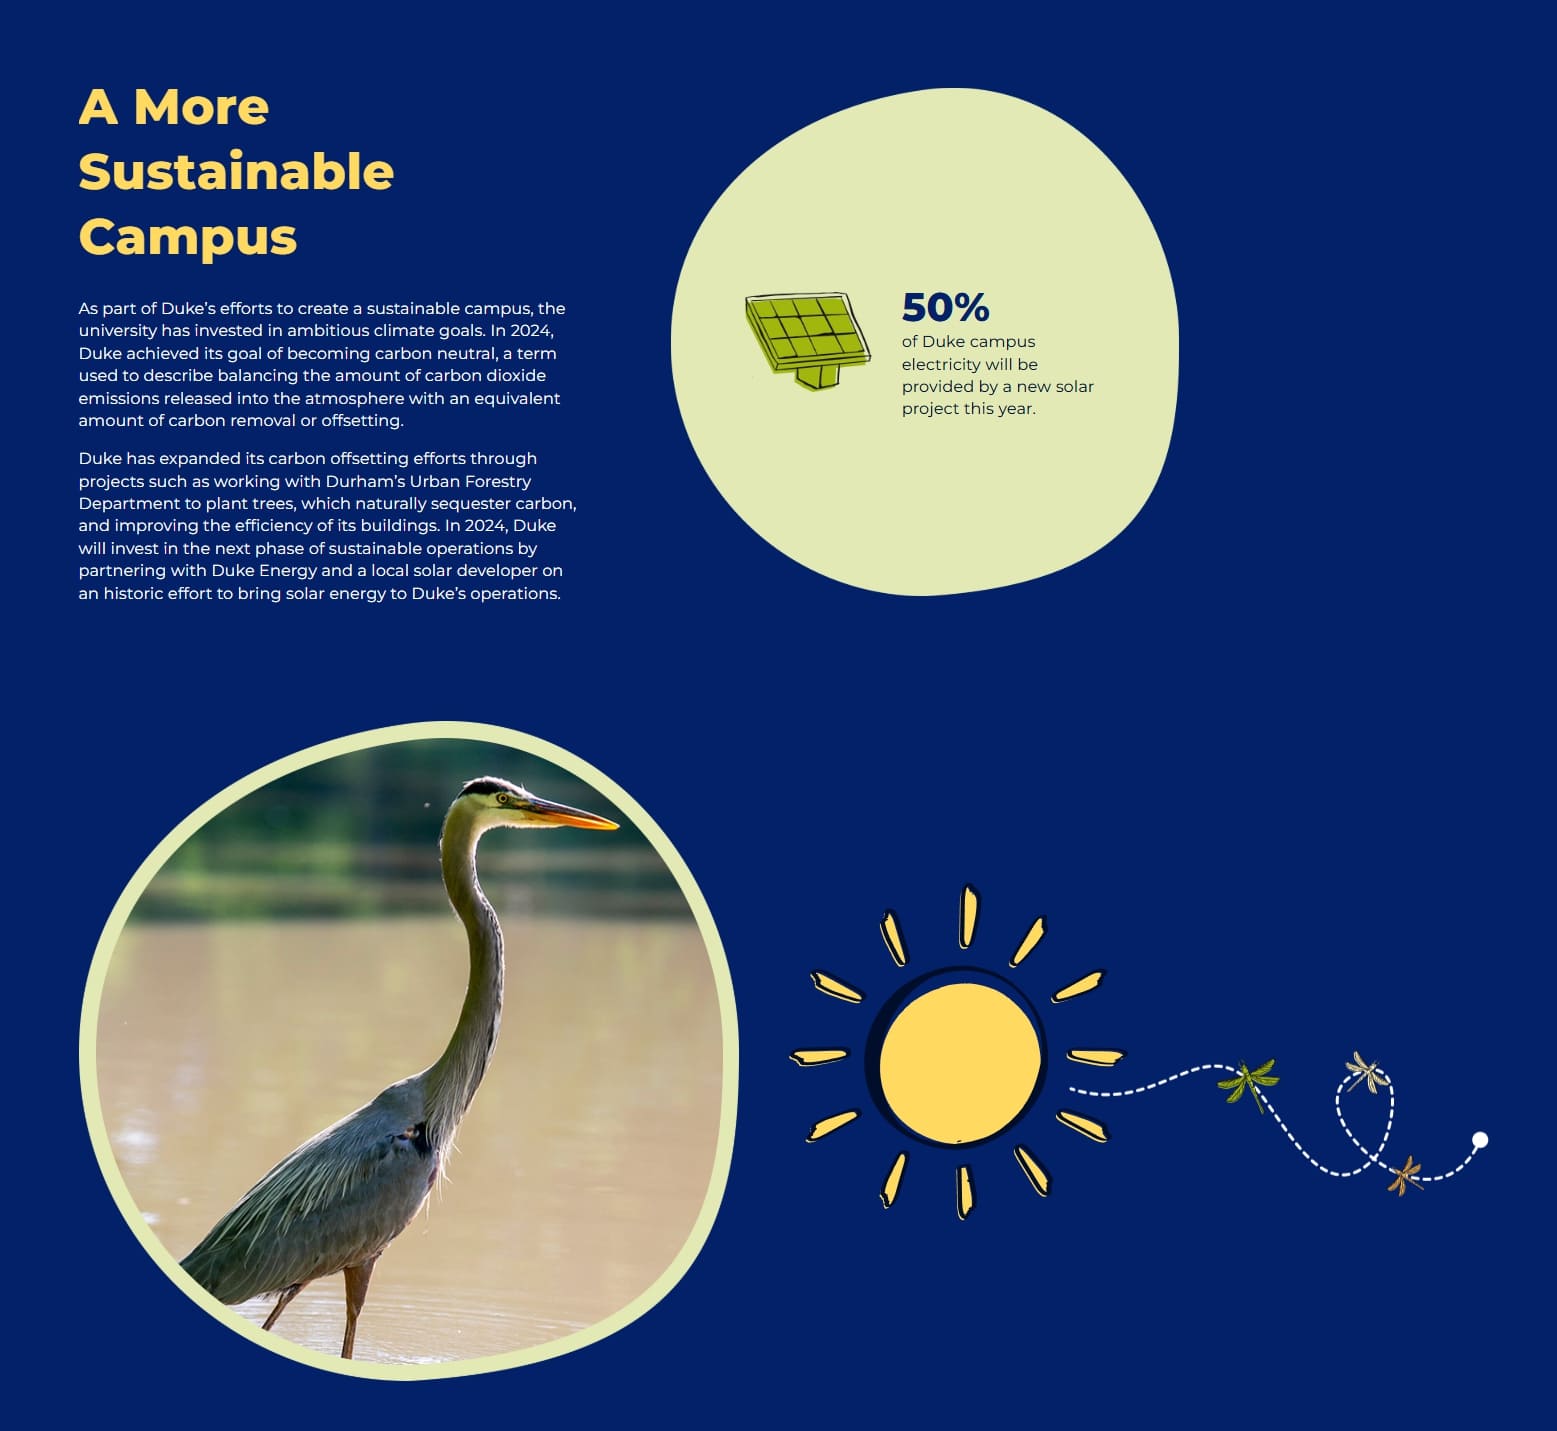 A More
Sustainable
Campus
As part of Duke’s efforts to create a sustainable campus, the
university has invested in ambitious climate goals. In 2024,
Duke achieved its goal of becoming carbon neutral, a term
used to describe balancing the amount of carbon dioxide
emissions released into the atmosphere with an equivalent
amount of carbon removal or offsetting.
Duke has expanded its carbon offsetting efforts through
projects such as working with Durham’s Urban Forestry
Department to plant trees, which naturally sequester carbon,
and improving the efficiency of its buildings. In 2024, Duke
will invest in the next phase of sustainable operations by
partnering with Duke Energy and a local solar developer on
an historic effort to bring solar energy to Duke’s operations.
50%
of Duke campus
electricity will be
provided by a new solar
project this year.